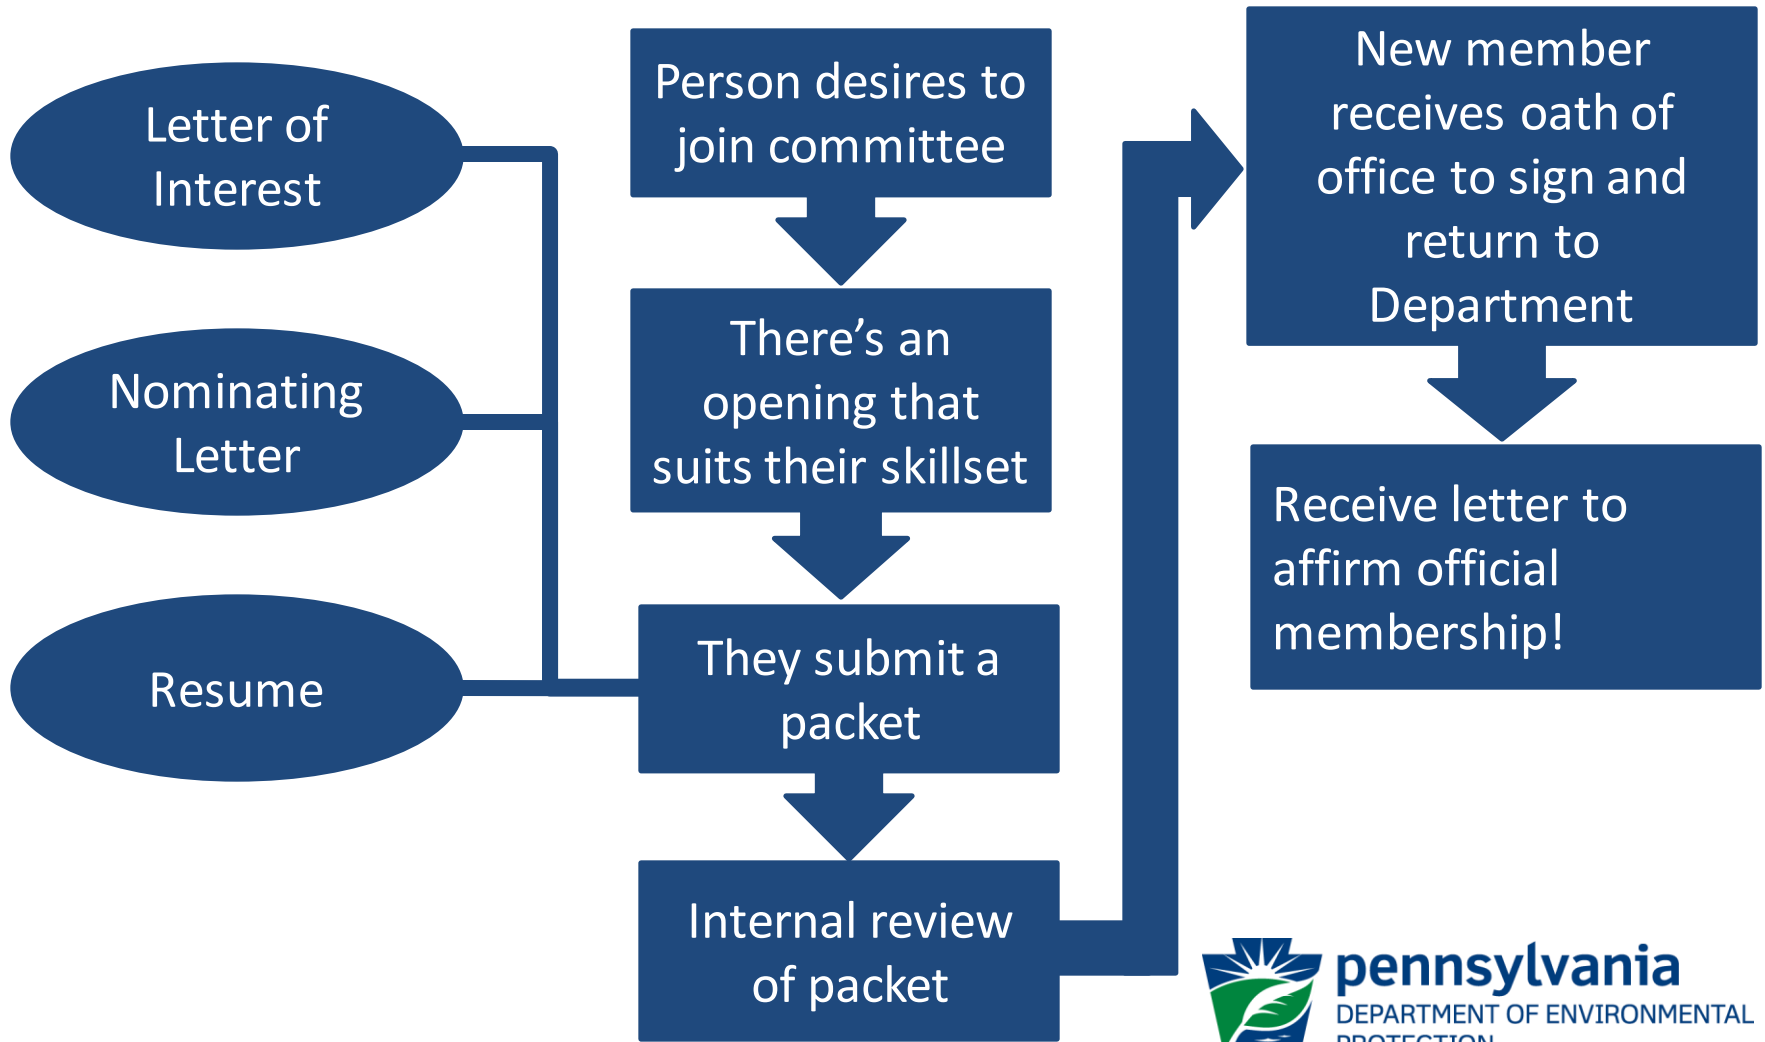 Letter of
Interest
Nominating
Letter
Resume
Person desires to
join committee
There’s an
opening that
suits their skillset
They submit a
packet
Internal review
of packet
New member
receives oath of
office to sign and
return to
Department
Receive letter to
affirm official
membership!
pennsylvania
DEPARTMENT OF ENVIRONMENTAL
PROTECTION